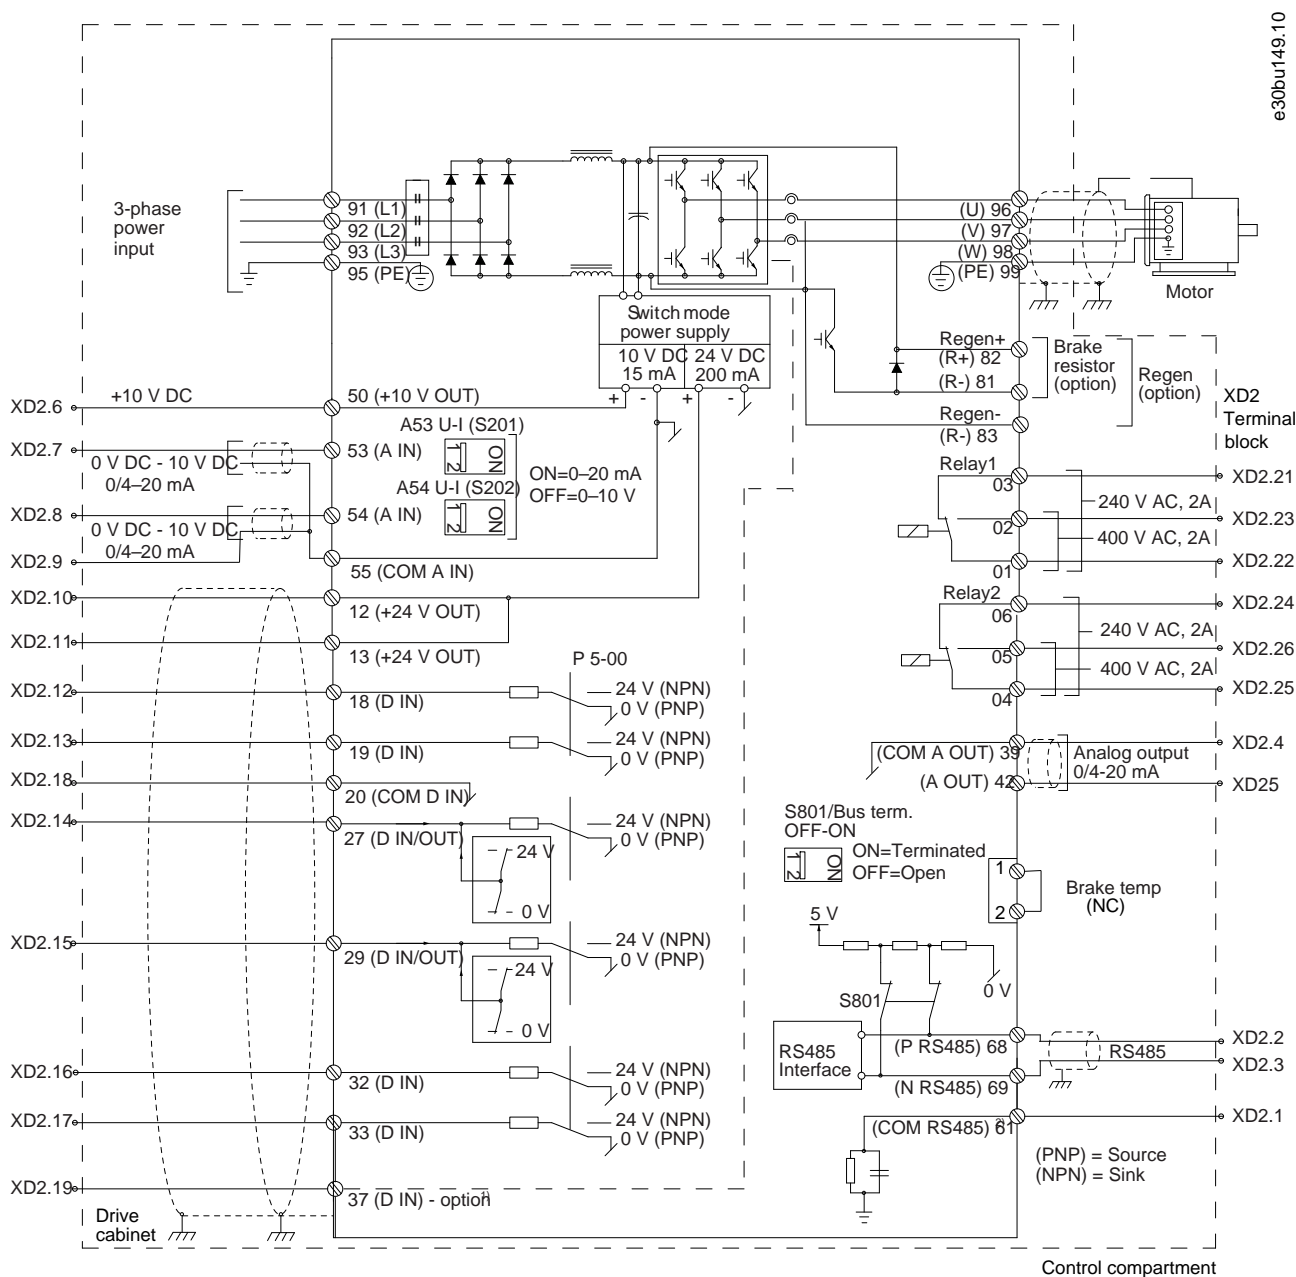 e30bu149.10
3-phase
power
input
91 (L1)
92 (L2)
93 (L3)
95 (PE)
(U) 96
(V) 97
(W) 98
(PE) 99
Motor
Switch mode
power supply
10 V DC
15 mA
24 V DC
200 mA
+ - + -
Regen+
(R+) 82
(R-) 81
Regen-
(R-) 83
Brake
resistor
(option)
Regen
(option)
XD2
Terminal
block
XD2.6
+10 V DC
50 (+10 V OUT)
XD2.7
0 V DC - 10 V DC
0/4–20 mA
53 (A IN)
A53 U-I (S201)
1 2
ON
A54 U-I (S202)
1 2
ON
ON=0–20 mA
OFF=0–10 V
XD2.8
0 V DC - 10 V DC
0/4–20 mA
54 (A IN)
XD2.9
55 (COM A IN)
XD2.10
12 (+24 V OUT)
XD2.11
13 (+24 V OUT)
P 5-00
XD2.12
18 (D IN)
24 V (NPN)
0 V (PNP)
XD2.13
19 (D IN)
24 V (NPN)
0 V (PNP)
XD2.18
20 (COM D IN)
XD2.14
27 (D IN/OUT)
24 V (NPN)
0 V (PNP)
24 V
0 V
XD2.15
29 (D IN/OUT)
24 V (NPN)
0 V (PNP)
24 V
0 V
XD2.16
32 (D IN)
24 V (NPN)
0 V (PNP)
XD2.17
33 (D IN)
24 V (NPN)
0 V (PNP)
XD2.19
37 (D IN) - option 1)
Drive
cabinet
Relay1
03
02
01
240 V AC, 2A
400 V AC, 2A
XD2.21
XD2.23
XD2.22
Relay2
06
05
04
240 V AC, 2A
400 V AC, 2A
XD2.24
XD2.26
XD2.25
(COM A OUT) 39
(A OUT) 42
Analog output
0/4-20 mA
XD2.4
XD25
S801/Bus term.
OFF-ON
1 2
ON
ON=Terminated
OFF=Open
1
2
Brake temp
(NC)
5 V
0 V
S801
RS485
Interface
(P RS485) 68
(N RS485) 69
RS485
XD2.2
XD2.3
(COM RS485) 61
XD2.1
(PNP) = Source
(NPN) = Sink
Control compartment